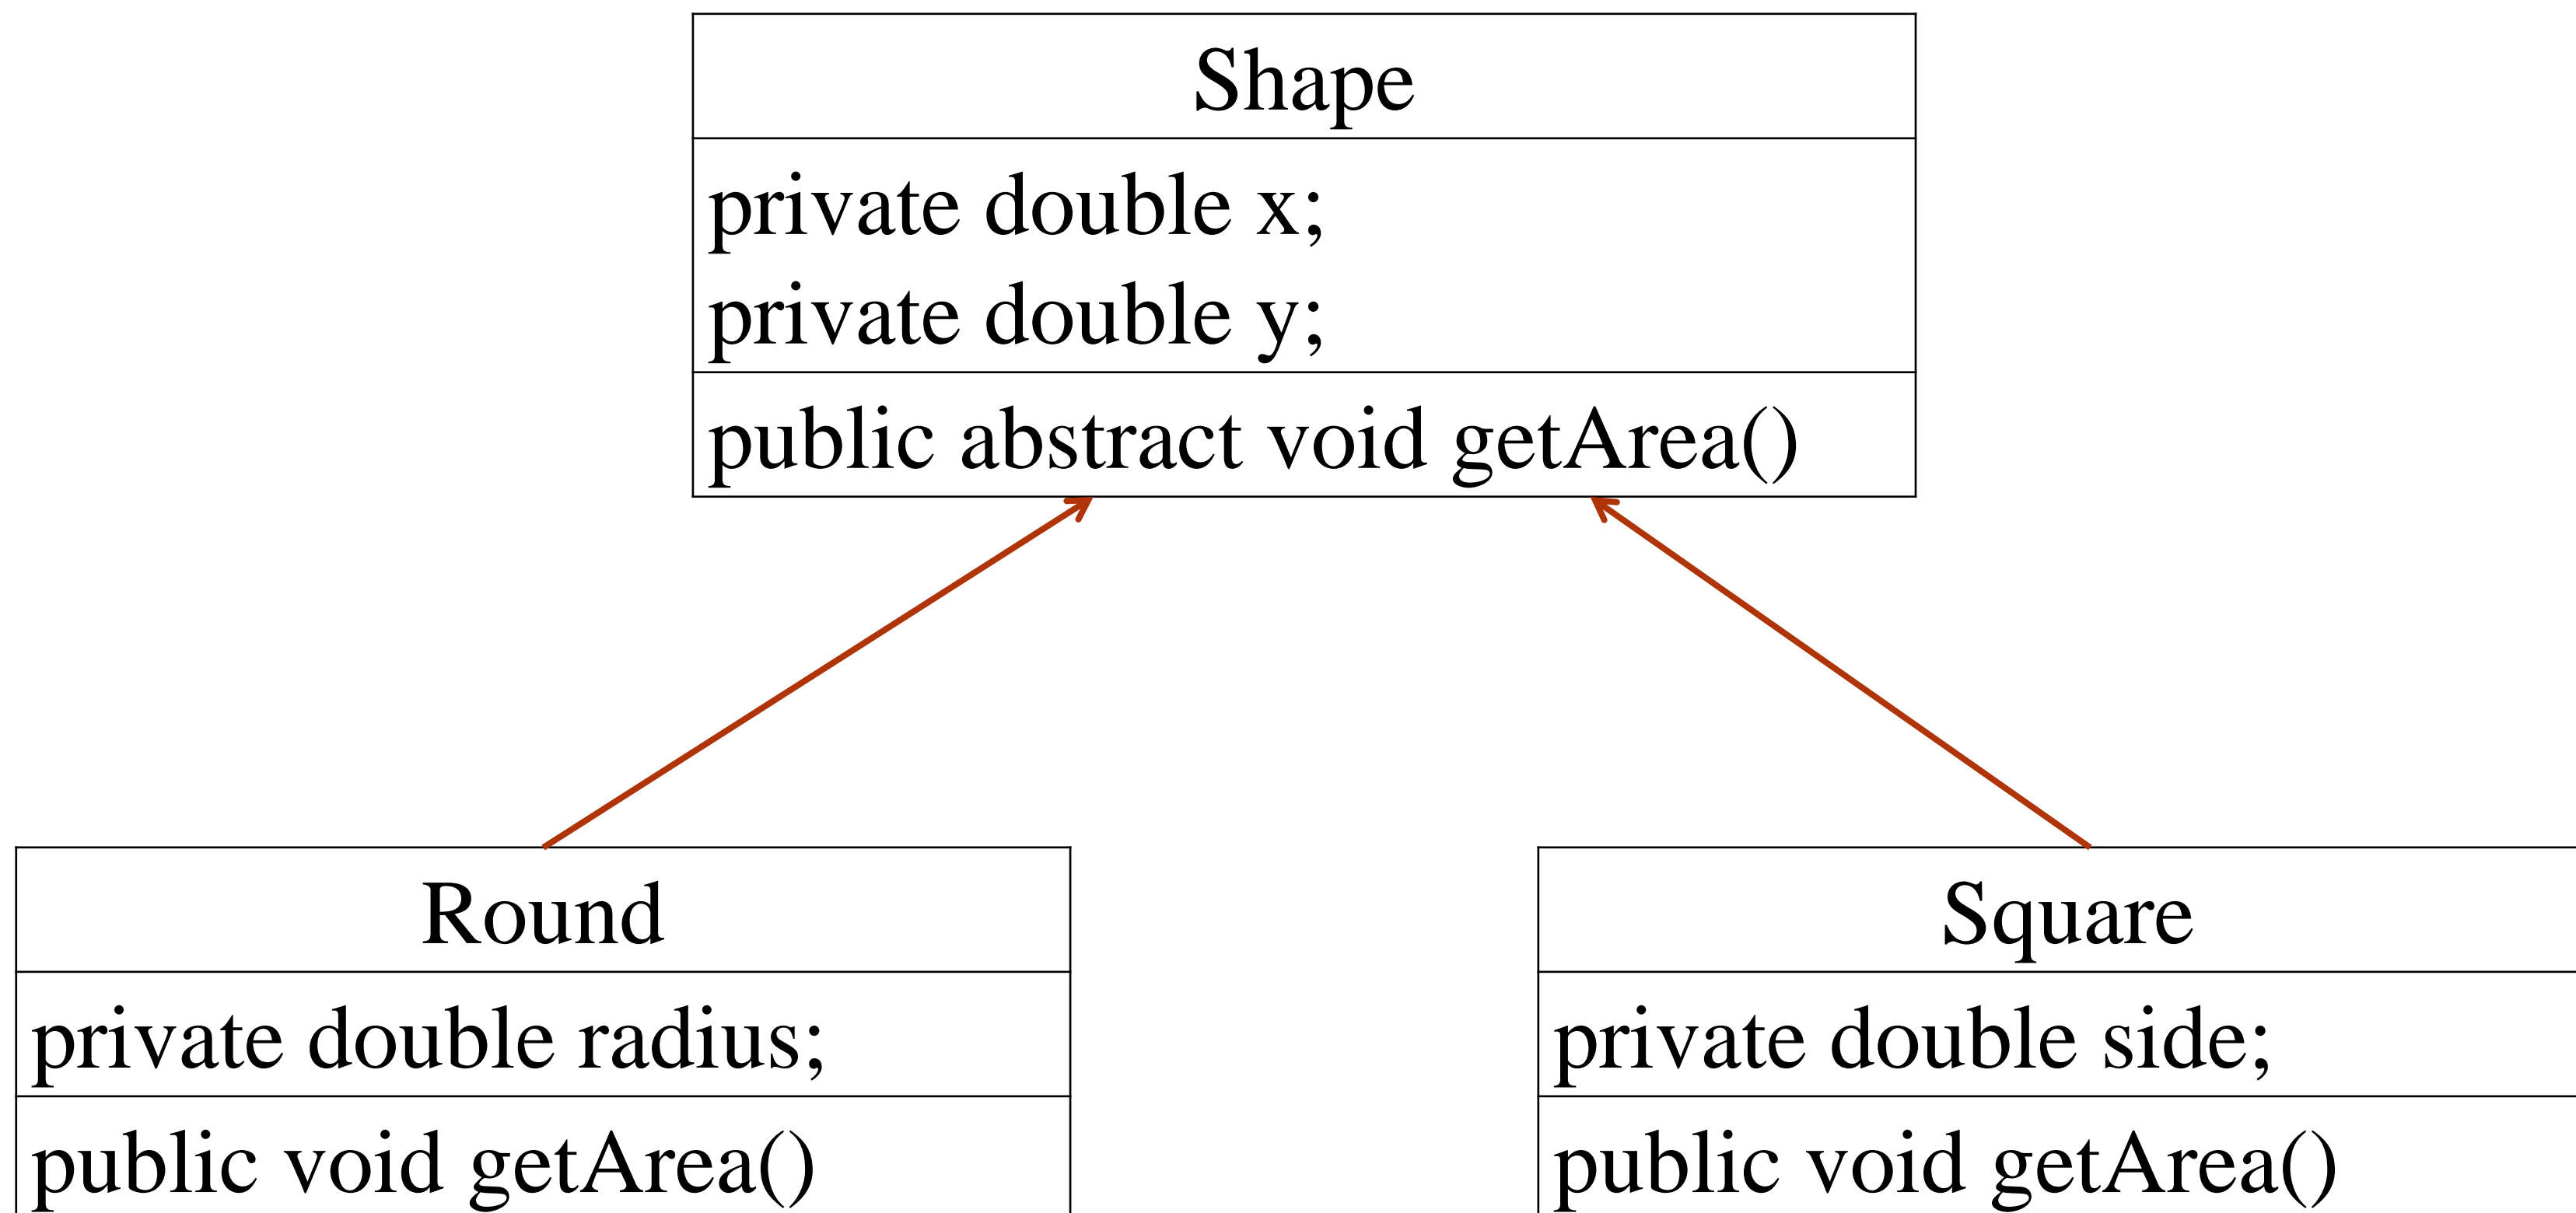 Shape
private double x;
private double y;
public abstract void getArea()
Round
private double radius;
public void getArea()
Square
private double side;
public void getArea()